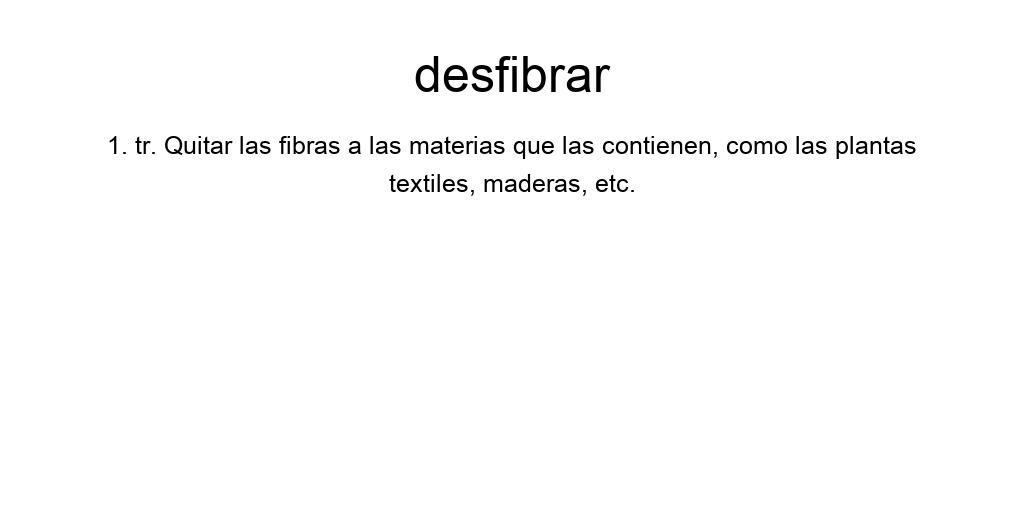 desfibrar
1. tr. Quitar las fibras a las materias que las contienen, como las plantas
textiles, maderas, etc.